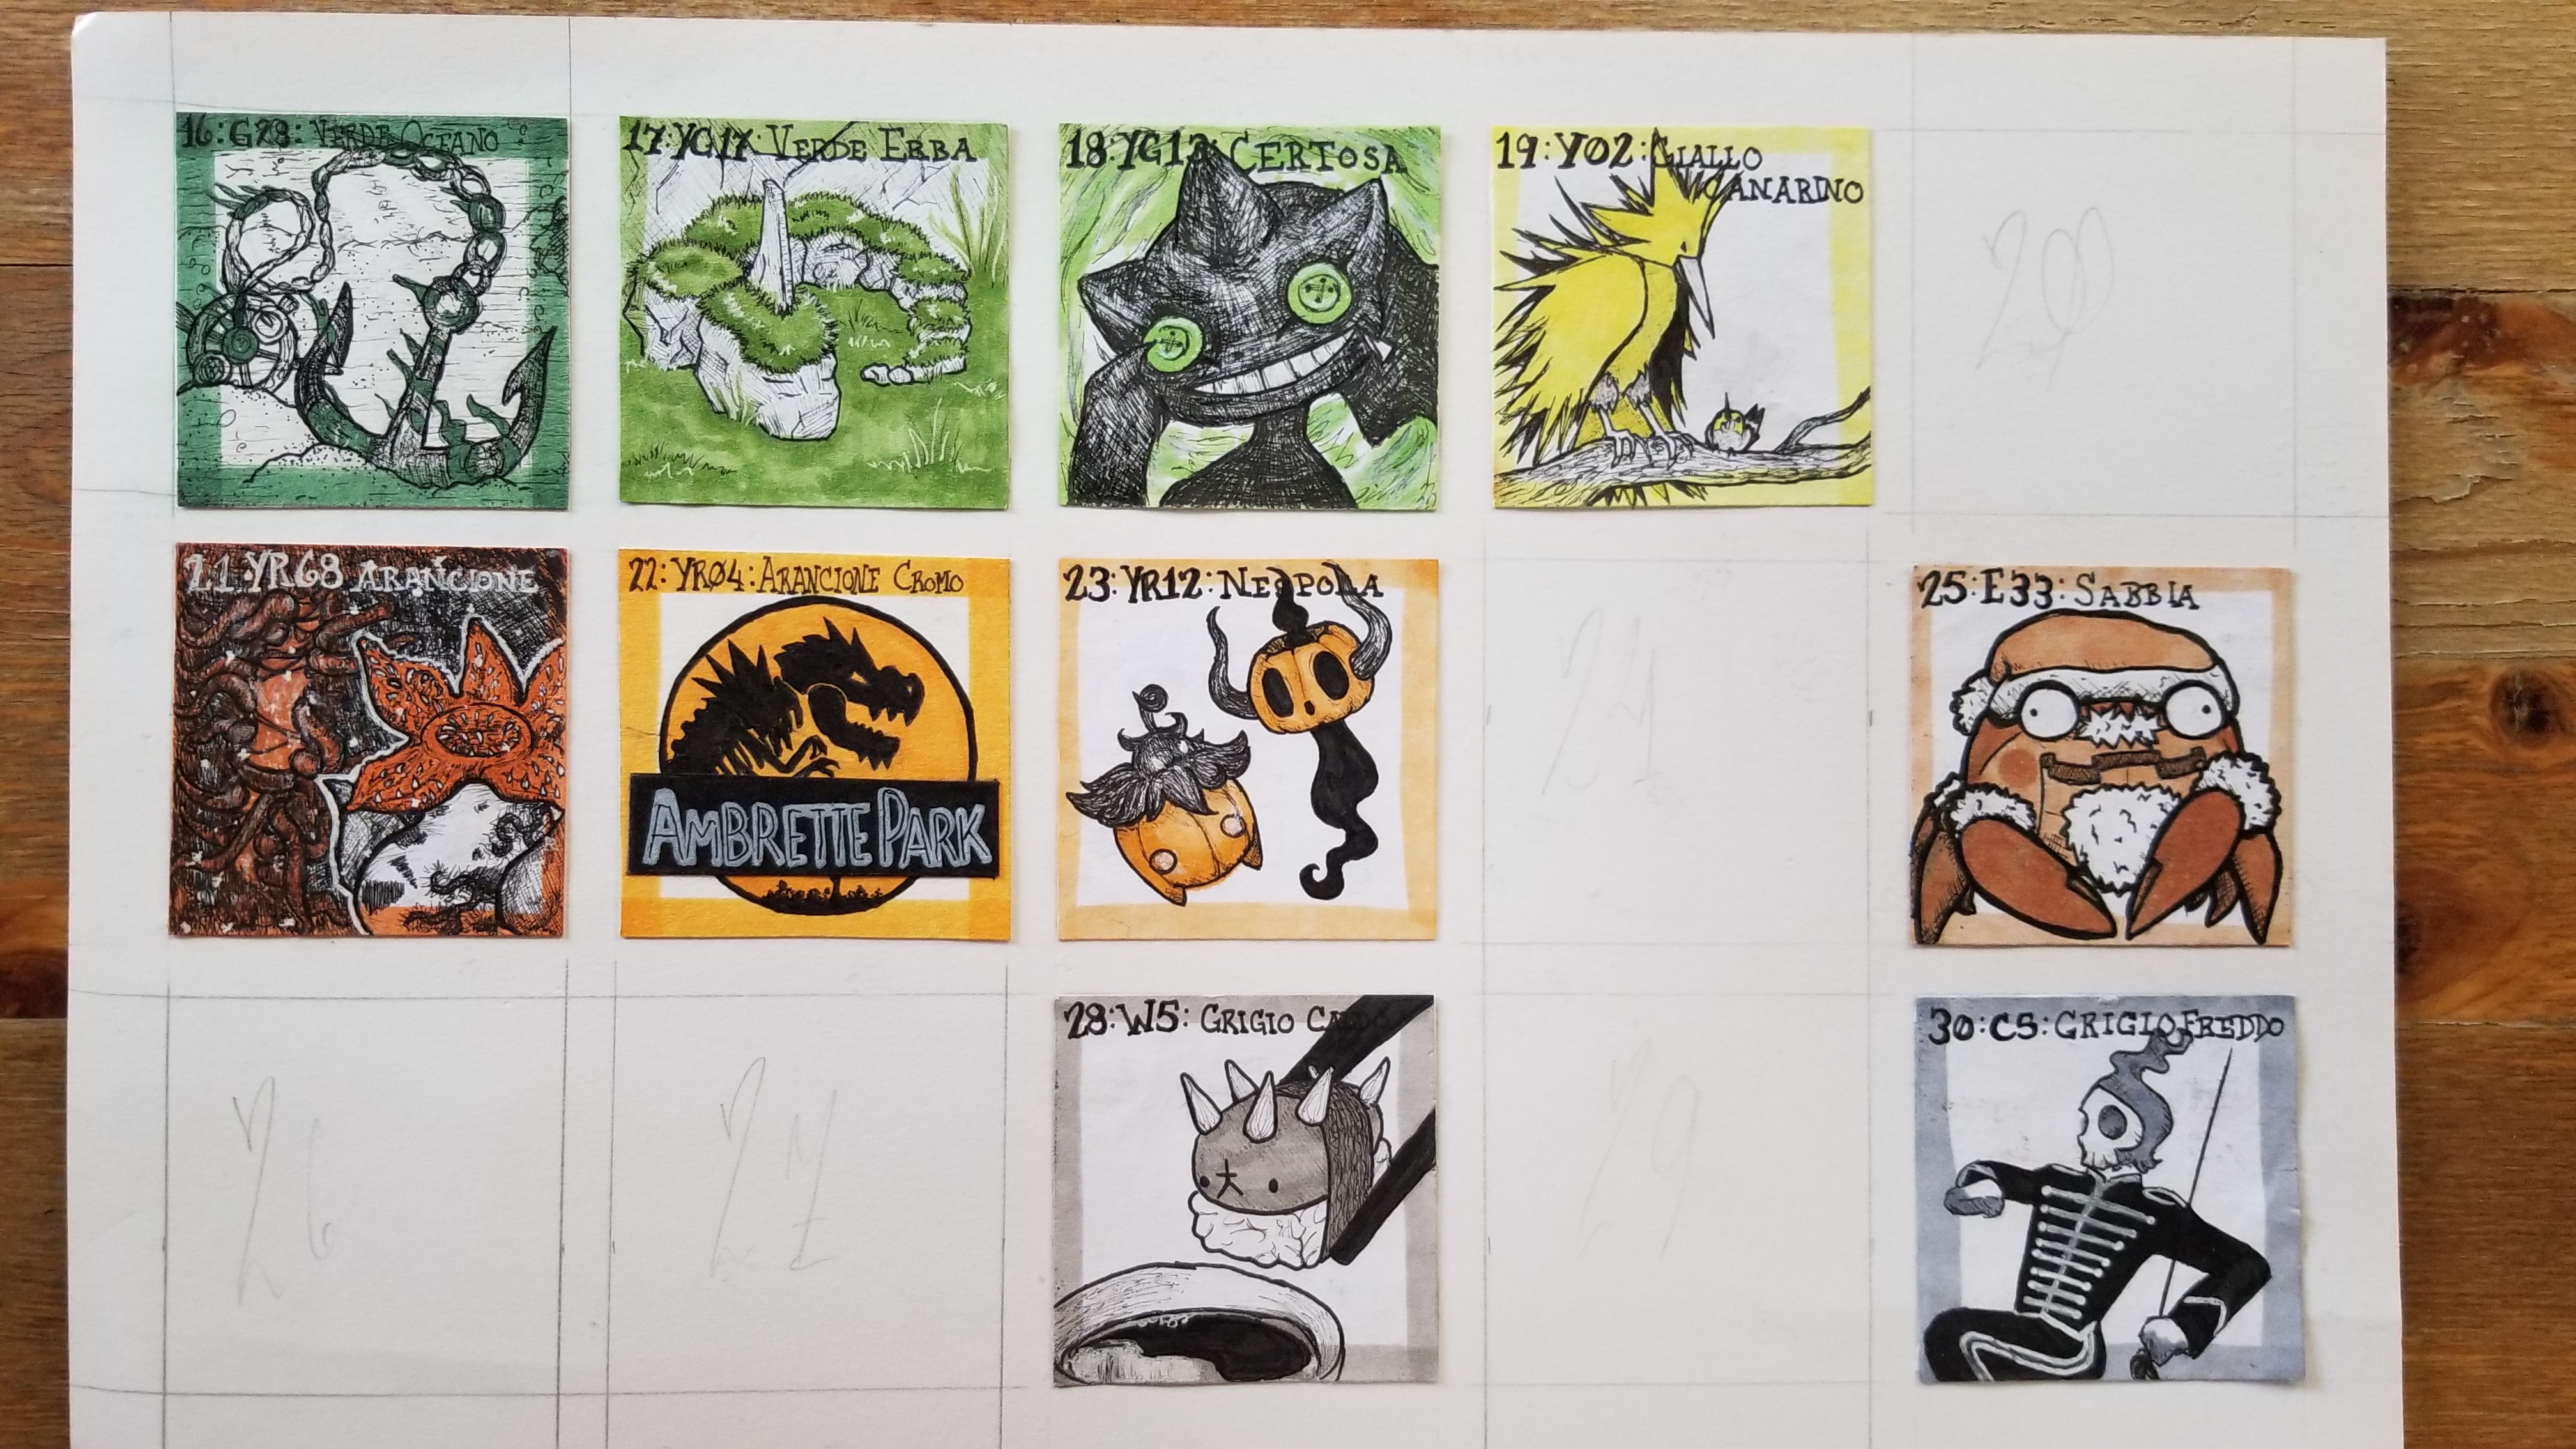 16:G28:VERDE OCEANO
17:YG17:VERDE ERBA
18:YG13:CERTOSA
19:Y02:GIALLO
CANARINO
20
21 YR68 ARANCIONE
22:YR04:ARANCIONE CROMO
AMBRETTE PARK
23:YR12:NESPOLA
24
25:E33:SABBIA
26
27
28:W5:GRIGIO CALDO
29
30:C5:GRIGIO FREDDO